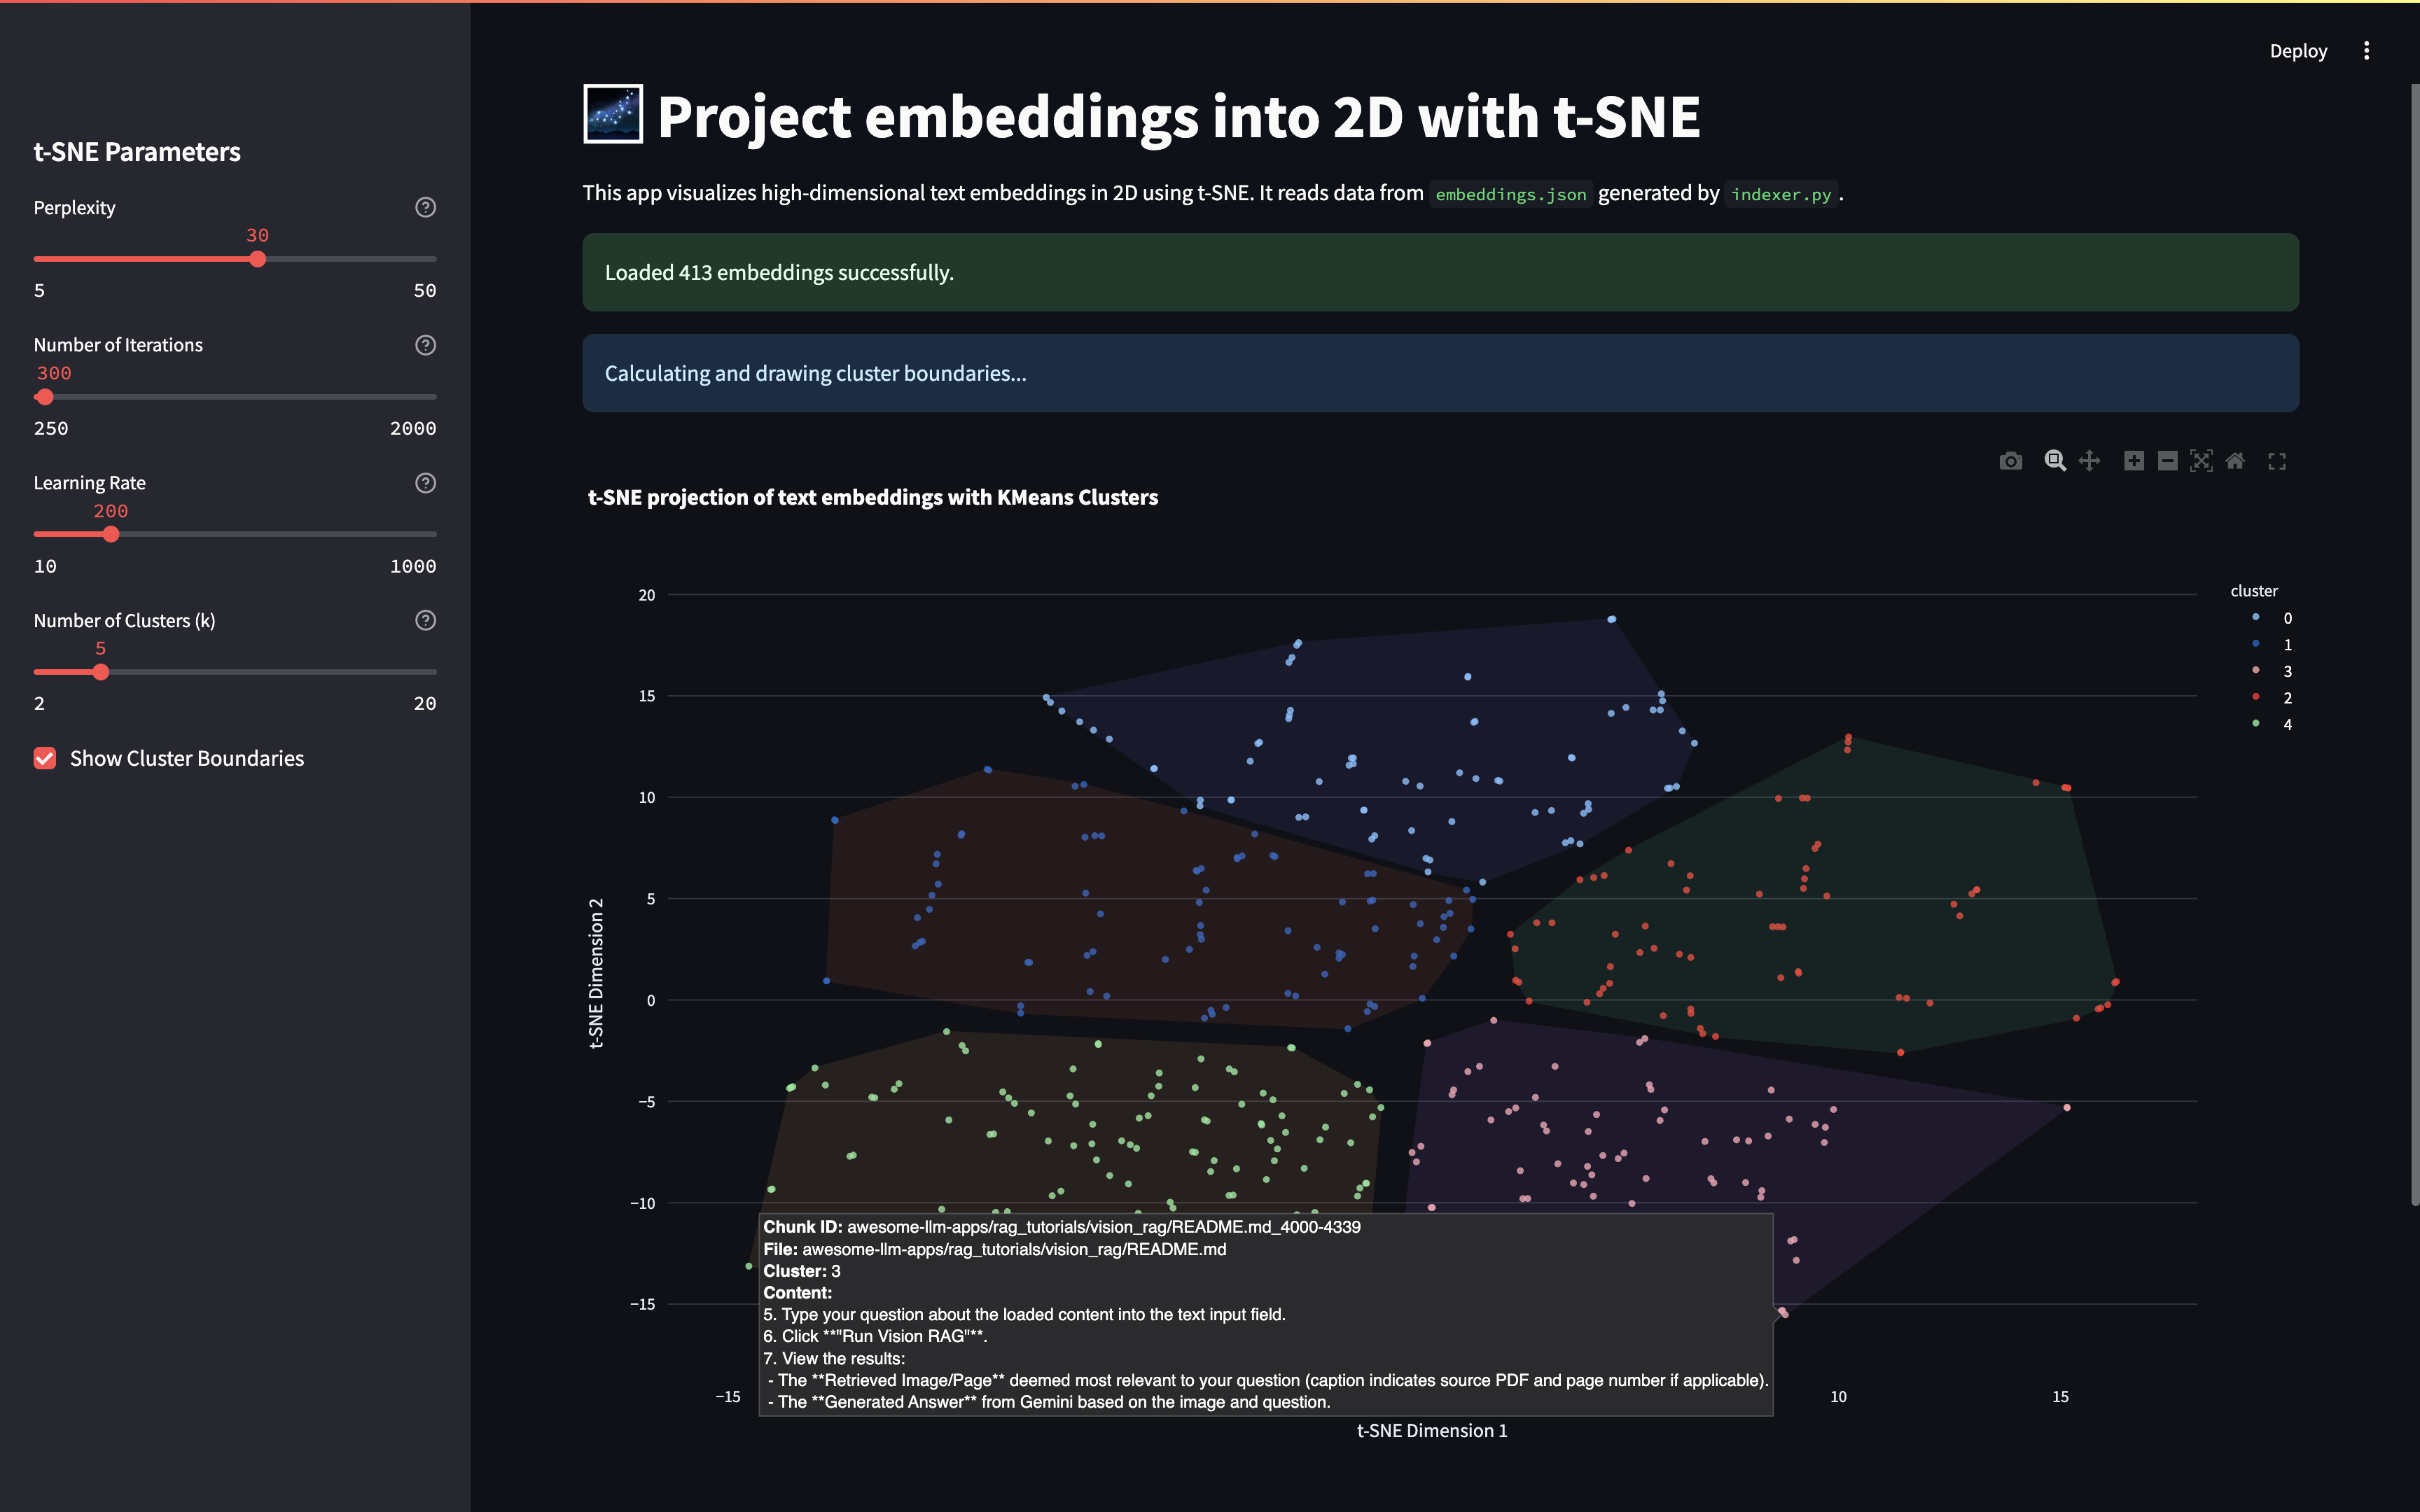 Deploy
Project embeddings into 2D with t-SNE
This app visualizes high-dimensional text embeddings in 2D using t-SNE. It reads data from embeddings.json generated by indexer.py.
t-SNE Parameters
Perplexity
30
5 50
Number of Iterations
300
250 2000
Learning Rate
200
10 1000
Number of Clusters (k)
5
2 20
Show Cluster Boundaries
Loaded 413 embeddings successfully.
Calculating and drawing cluster boundaries...
t-SNE projection of text embeddings with KMeans Clusters
cluster
0
1
3
2
4
20
15
10
5
0
−5
−10
−15
t-SNE Dimension 2
Chunk ID: awesome-llm-apps/rag_tutorials/vision_rag/README.md_4000-4339
File: awesome-llm-apps/rag_tutorials/vision_rag/README.md
Cluster: 3
Content:
5. Type your question about the loaded content into the text input field.
6. Click **"Run Vision RAG"**.
7. View the results:
- The **Retrieved Image/Page** deemed most relevant to your question (caption indicates source PDF and page number if applicable).
- The **Generated Answer** from Gemini based on the image and question.
−15 10 15
t-SNE Dimension 1